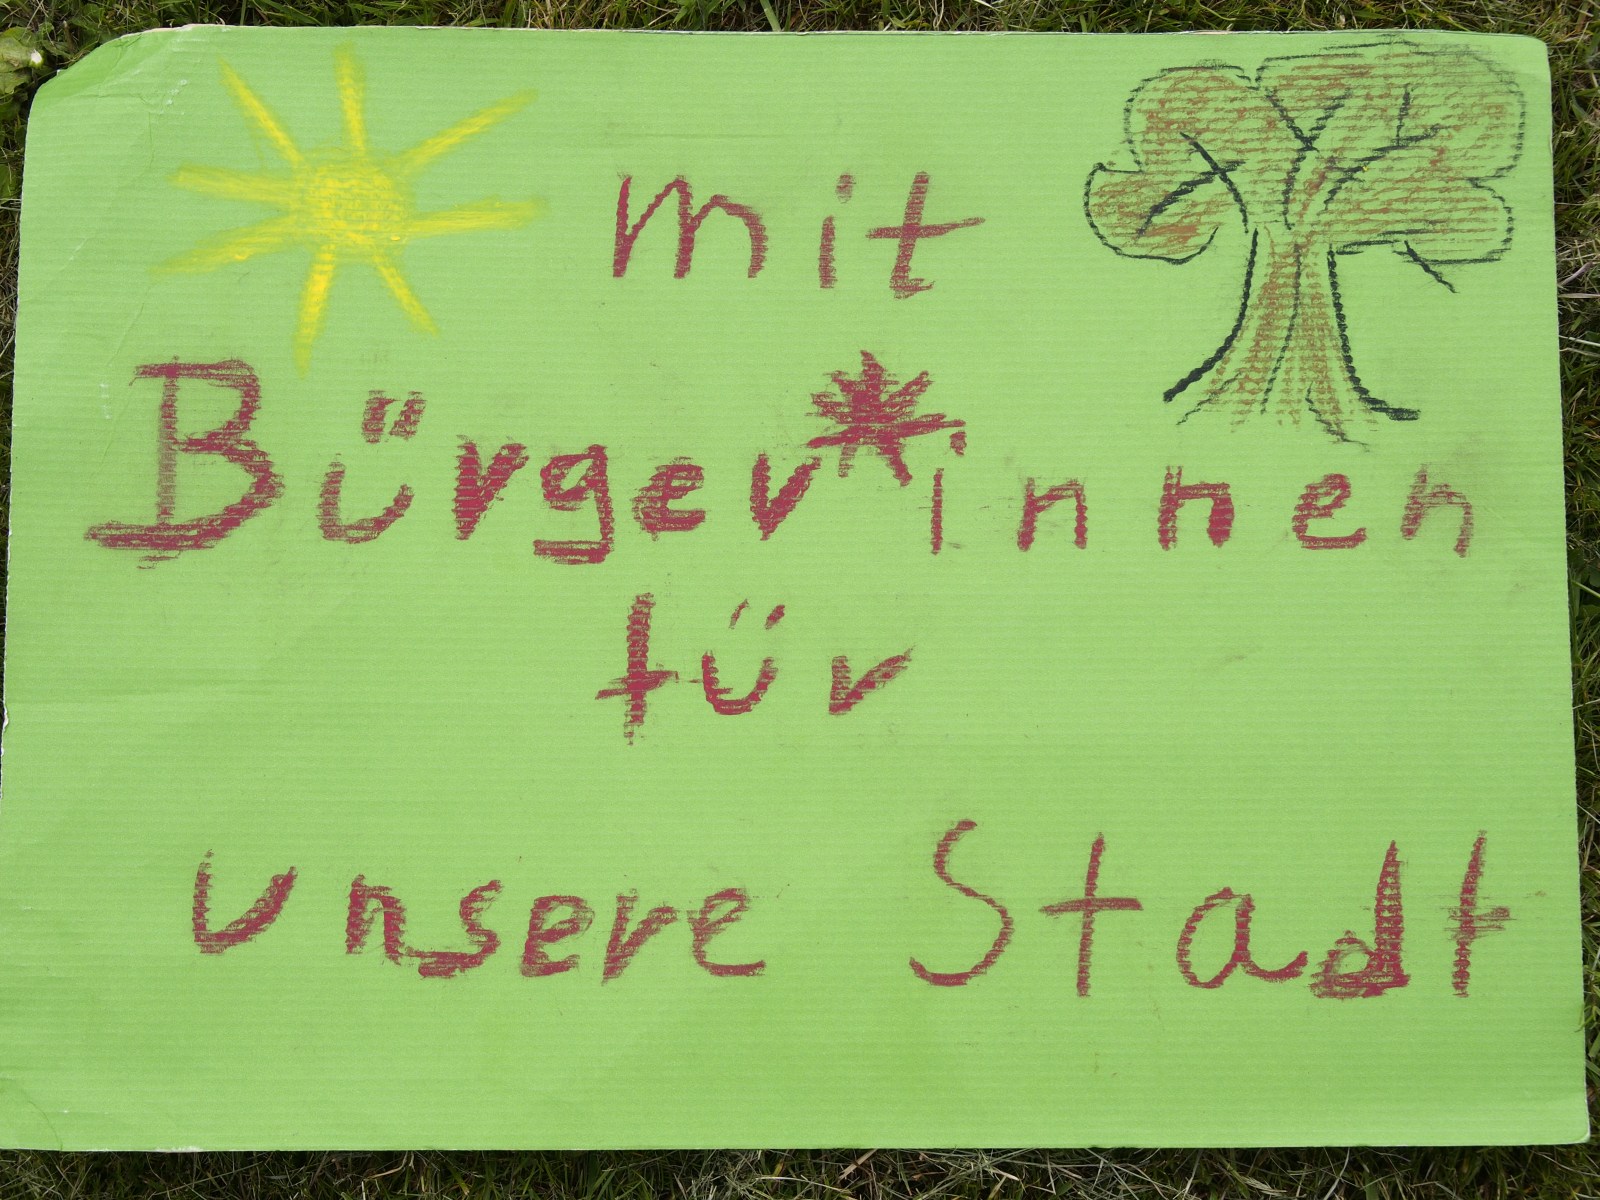 mit
Bürger*innen
für
unsere Stadt